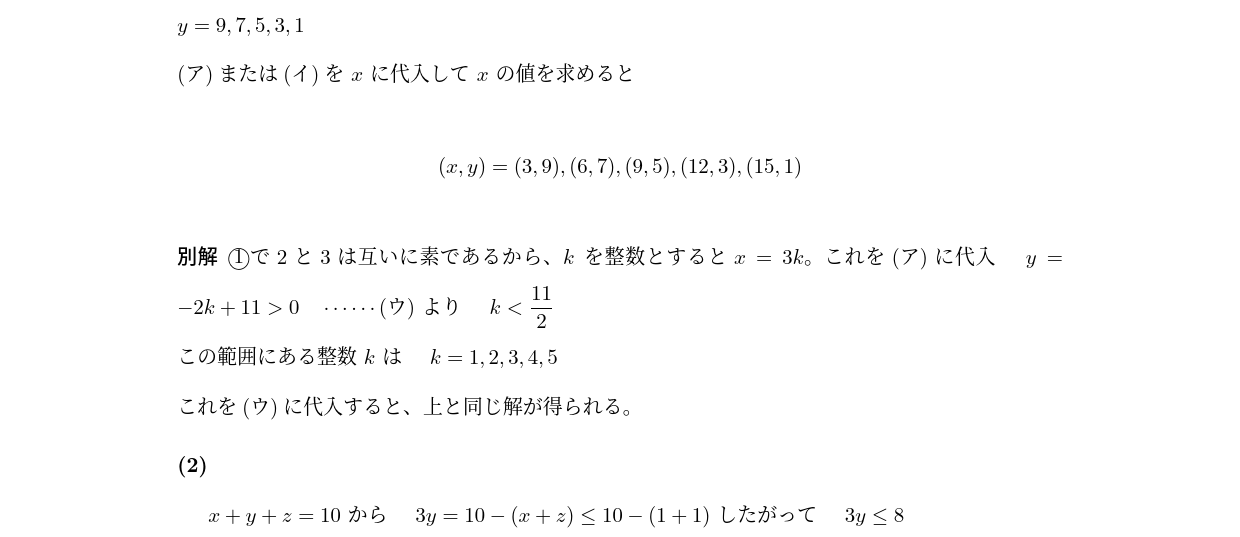 y = 9, 7, 5, 3, 1
(ア) または (イ) を x に代入して x の値を求めると
(x, y) = (3, 9), (6, 7), (9, 5), (12, 3), (15, 1)
別解 ①で 2 と 3 は互いに素であるから、k を整数とすると x = 3k。これを (ア) に代入 y =
−2k + 11 > 0 ⋯⋯(ウ) より k < \frac{11}{2}
この範囲にある整数 k は k = 1, 2, 3, 4, 5
これを (ウ) に代入すると、上と同じ解が得られる。
(2)
x + y + z = 10 から 3y = 10 − (x + z) ≤ 10 − (1 + 1) したがって 3y ≤ 8